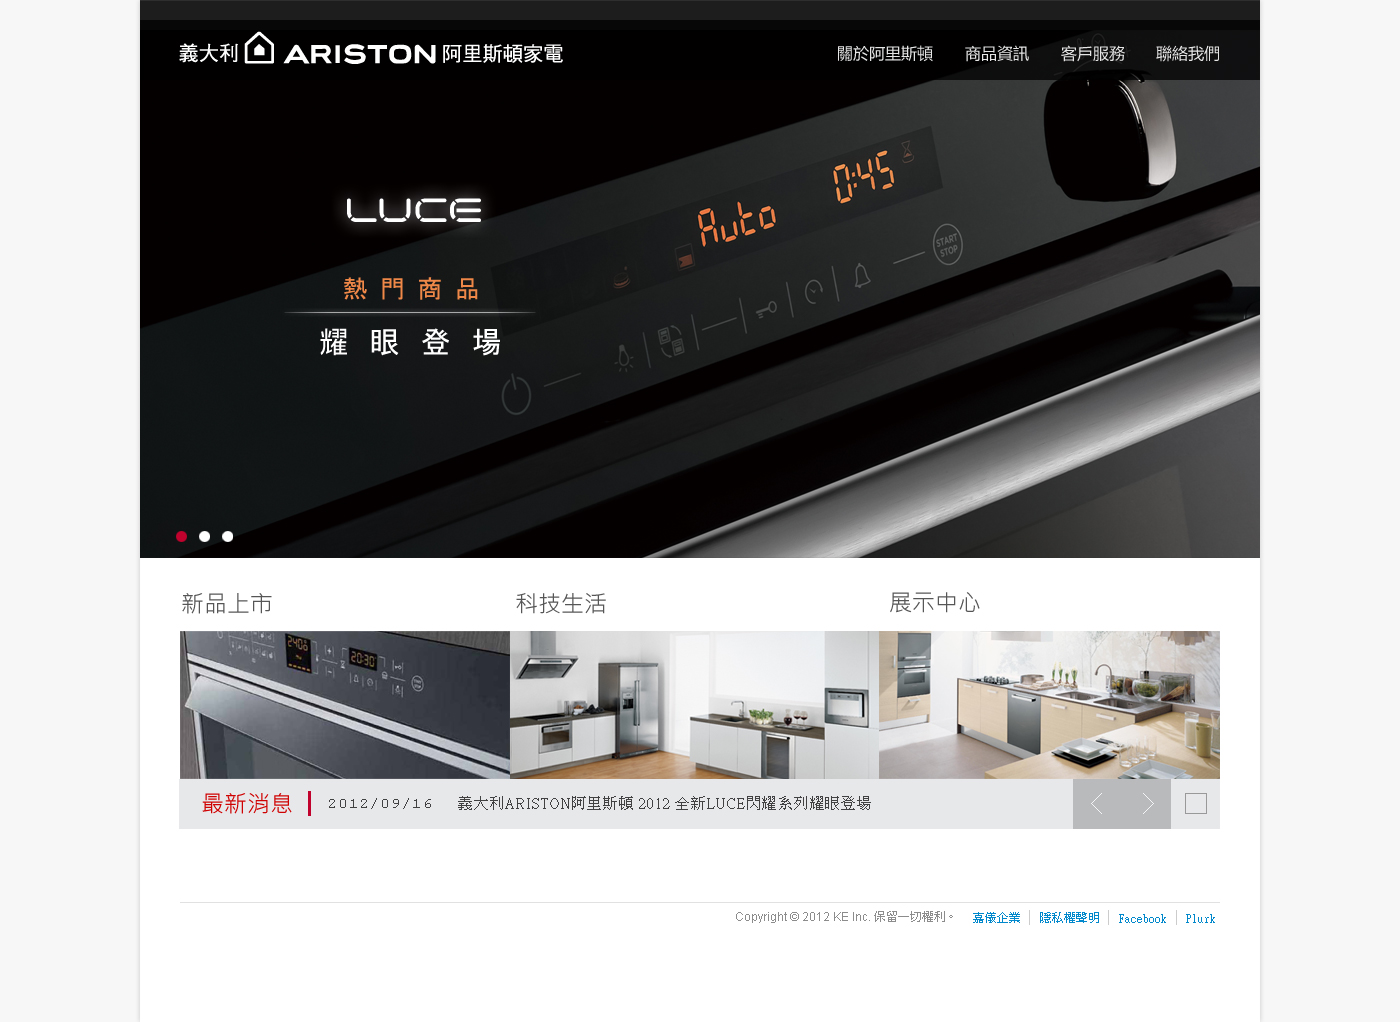 義大利 ARISTON 阿里斯頓家電
關於阿里斯頓 商品資訊 客戶服務 聯絡我們
LUCE
熱門商品
耀眼登場
Auto 0:45
START STOP
新品上市 科技生活 展示中心
20:30
最新消息 2012/09/16 義大利ARISTON阿里斯頓 2012 全新LUCE閃耀系列耀眼登場
Copyright © 2012 KE Inc. 保留一切權利。 嘉儀企業 隱私權聲明 Facebook Plurk